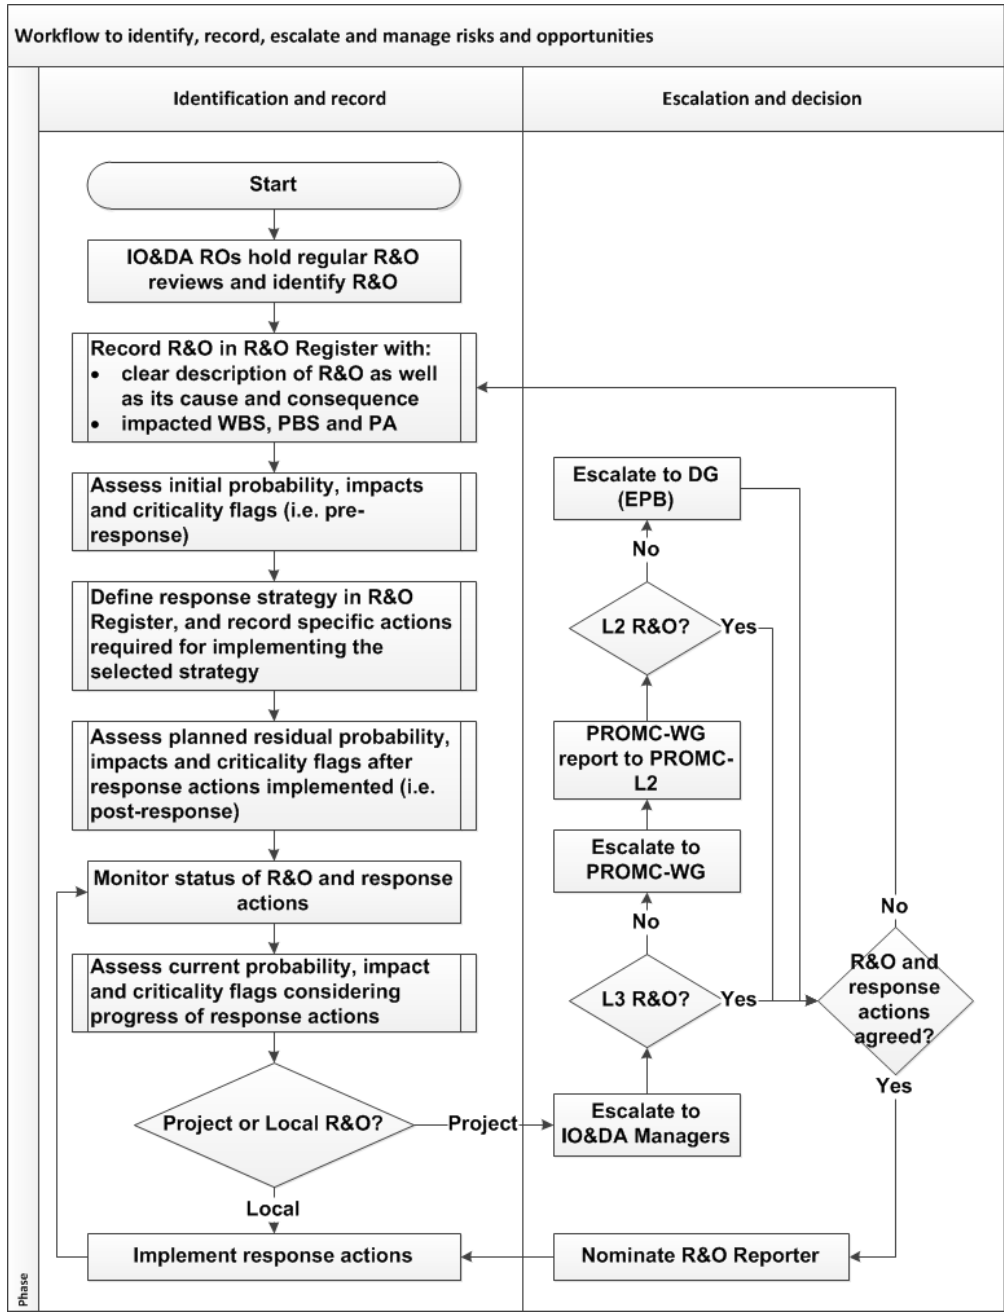 Workflow to identify, record, escalate and manage risks and opportunities
Identification and record
Escalation and decision
Start
IO&DA ROs hold regular R&O
reviews and identify R&O
Record R&O in R&O Register with:
• clear description of R&O as well
as its cause and consequence
• impacted WBS, PBS and PA
Assess initial probability, impacts
and criticality flags (i.e. pre-
response)
Define response strategy in R&O
Register, and record specific actions
required for implementing the
selected strategy
Assess planned residual probability,
impacts and criticality flags after
response actions implemented (i.e.
post-response)
Monitor status of R&O and response
actions
Assess current probability, impact
and criticality flags considering
progress of response actions
Project or Local R&O?
Project
Local
Implement response actions
Escalate to DG
(EPB)
No
L2 R&O?
Yes
PROMC-WG
report to PROMC-
L2
Escalate to
PROMC-WG
No
L3 R&O?
Yes
Escalate to
IO&DA Managers
No
R&O and
response
actions
agreed?
Yes
Nominate R&O Reporter
Phase